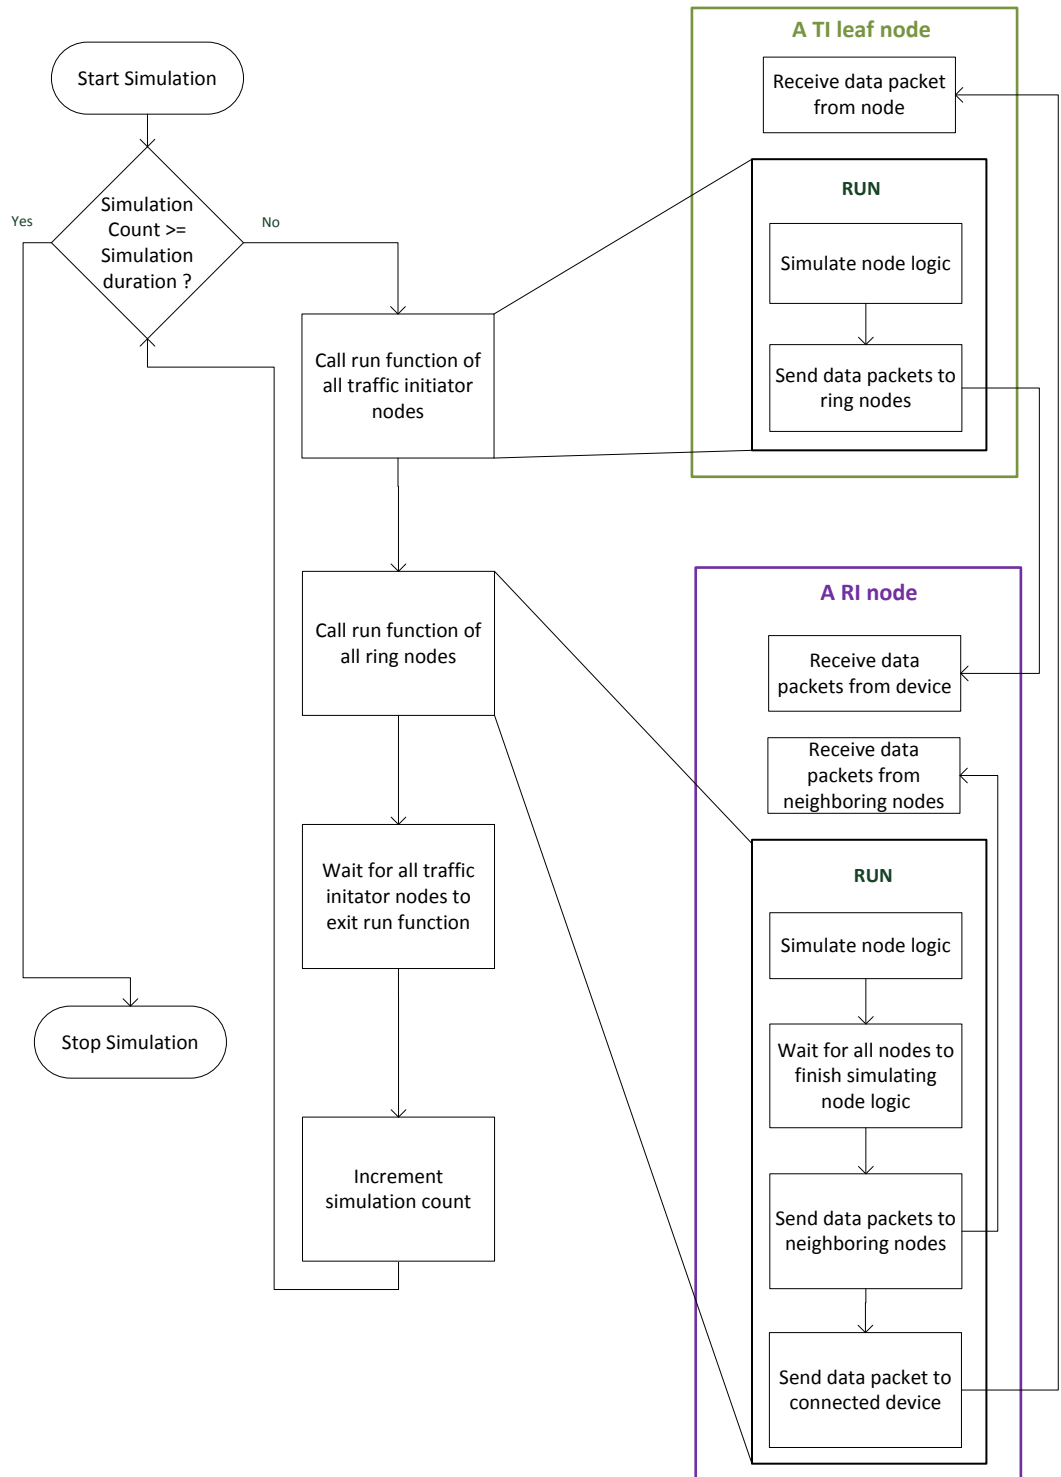 Start Simulation
Simulation
Count >=
Simulation
duration ?
Yes
No
Call run function of
all traffic initiator
nodes
Call run function of
all ring nodes
Wait for all traffic
initator nodes to
exit run function
Increment
simulation count
Stop Simulation
A TI leaf node
Receive data packet
from node
RUN
Simulate node logic
Send data packets to
ring nodes
A RI node
Receive data
packets from device
Receive data
packets from
neighboring nodes
RUN
Simulate node logic
Wait for all nodes to
finish simulating
node logic
Send data packets to
neighboring nodes
Send data packet to
connected device